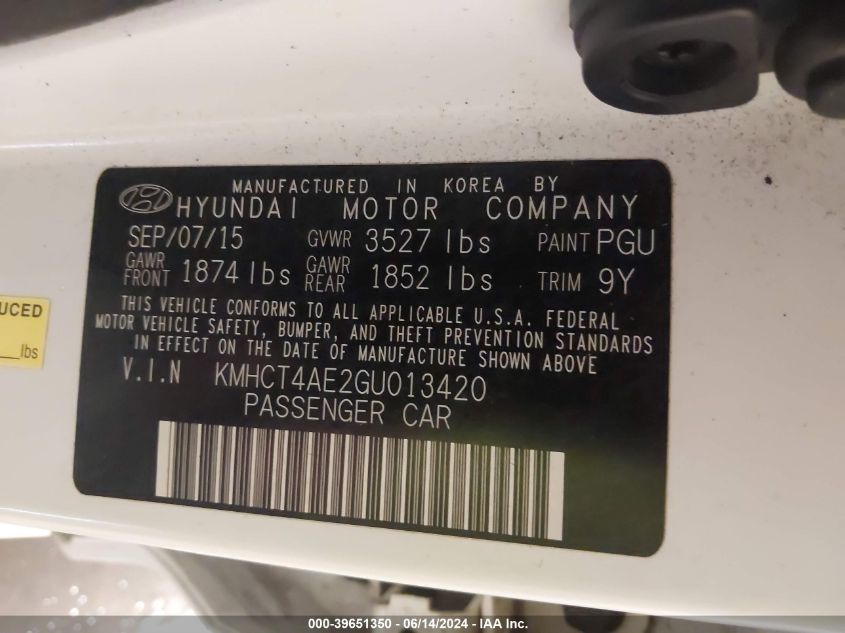 MANUFACTURED IN KOREA BY
HYUNDAI MOTOR COMPANY
SEP/07/15 GVWR 3527 lbs PAINT PGU
GAWR FRONT 1874 lbs GAWR REAR 1852 lbs TRIM 9Y
THIS VEHICLE CONFORMS TO ALL APPLICABLE U.S.A. FEDERAL
MOTOR VEHICLE SAFETY, BUMPER, AND THEFT PREVENTION STANDARDS
IN EFFECT ON THE DATE OF MANUFACTURE SHOWN ABOVE
V.I.N KMHCT4AE2GU013420
PASSENGER CAR
UCED
lbs
000-39651350 - 06/14/2024 - IAA Inc.